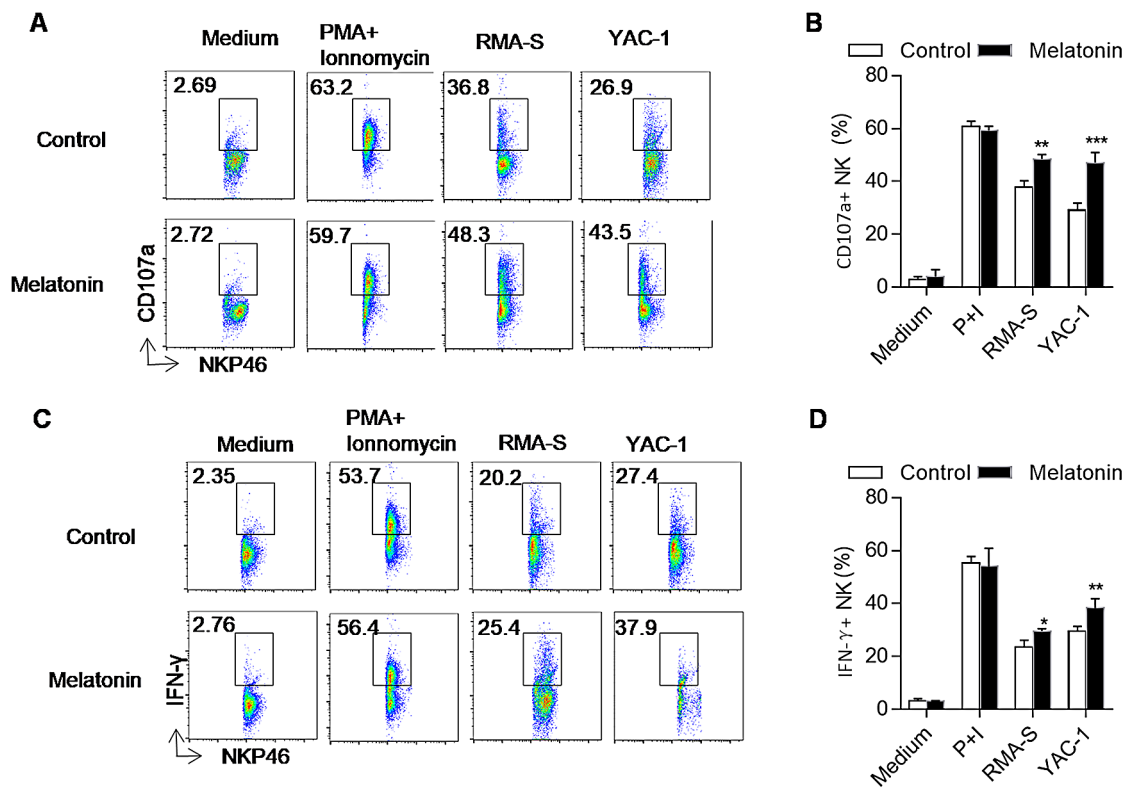 A
Medium
PMA+
Ionnomycin
RMA-S
YAC-1
Control
2.69
63.2
36.8
26.9
Melatonin
2.72
59.7
48.3
43.5
CD107a
NKP46
B
Control
Melatonin
CD107a+ NK (%)
80
60
40
20
0
**
***
Medium
P+I
RMA-S
YAC-1
C
Medium
PMA+
Ionnomycin
RMA-S
YAC-1
Control
2.35
53.7
20.2
27.4
Melatonin
2.76
56.4
25.4
37.9
IFN-γ
NKP46
D
Control
Melatonin
IFN-γ+ NK (%)
80
60
40
20
0
*
**
Medium
P+I
RMA-S
YAC-1